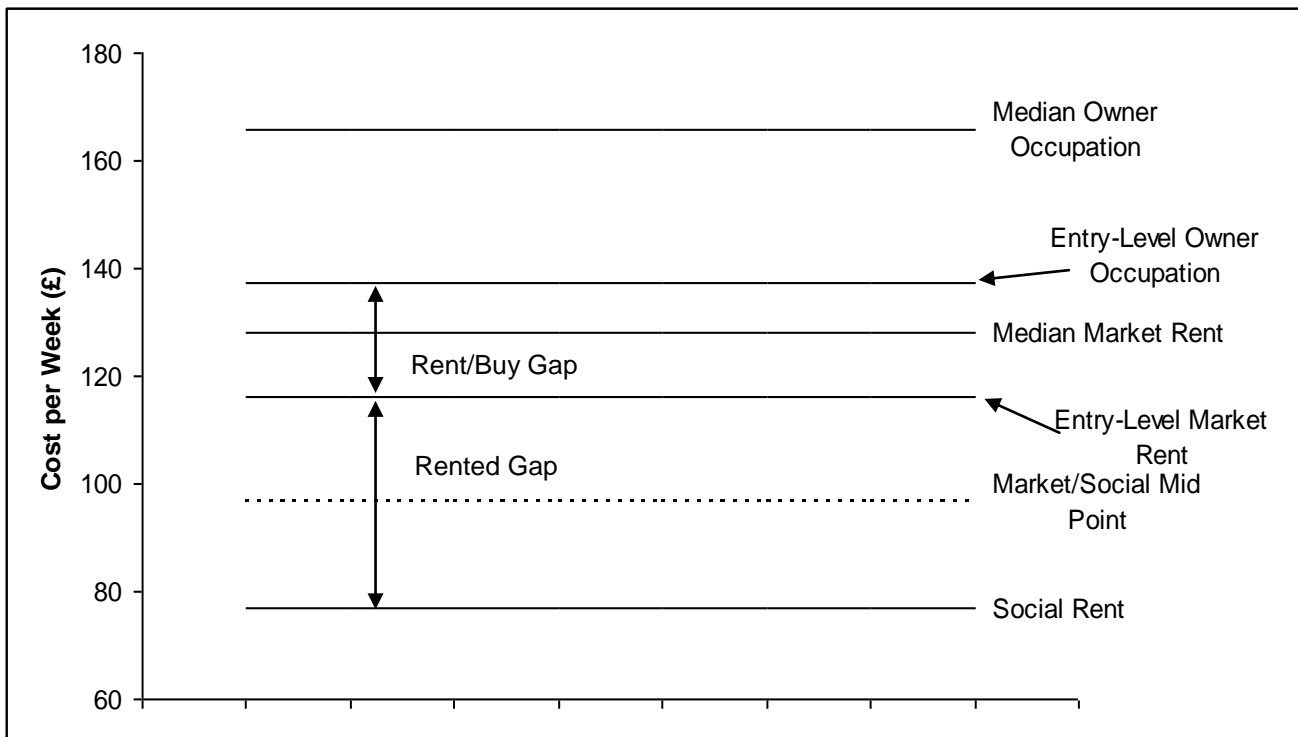 180
Median Owner
Occupation
160
Entry-Level Owner
Occupation
140
Median Market Rent
Rent/Buy Gap
120
Entry-Level Market
Rent
Rented Gap
100
Market/Social Mid
Point
80
Social Rent
60
Cost per Week (£)